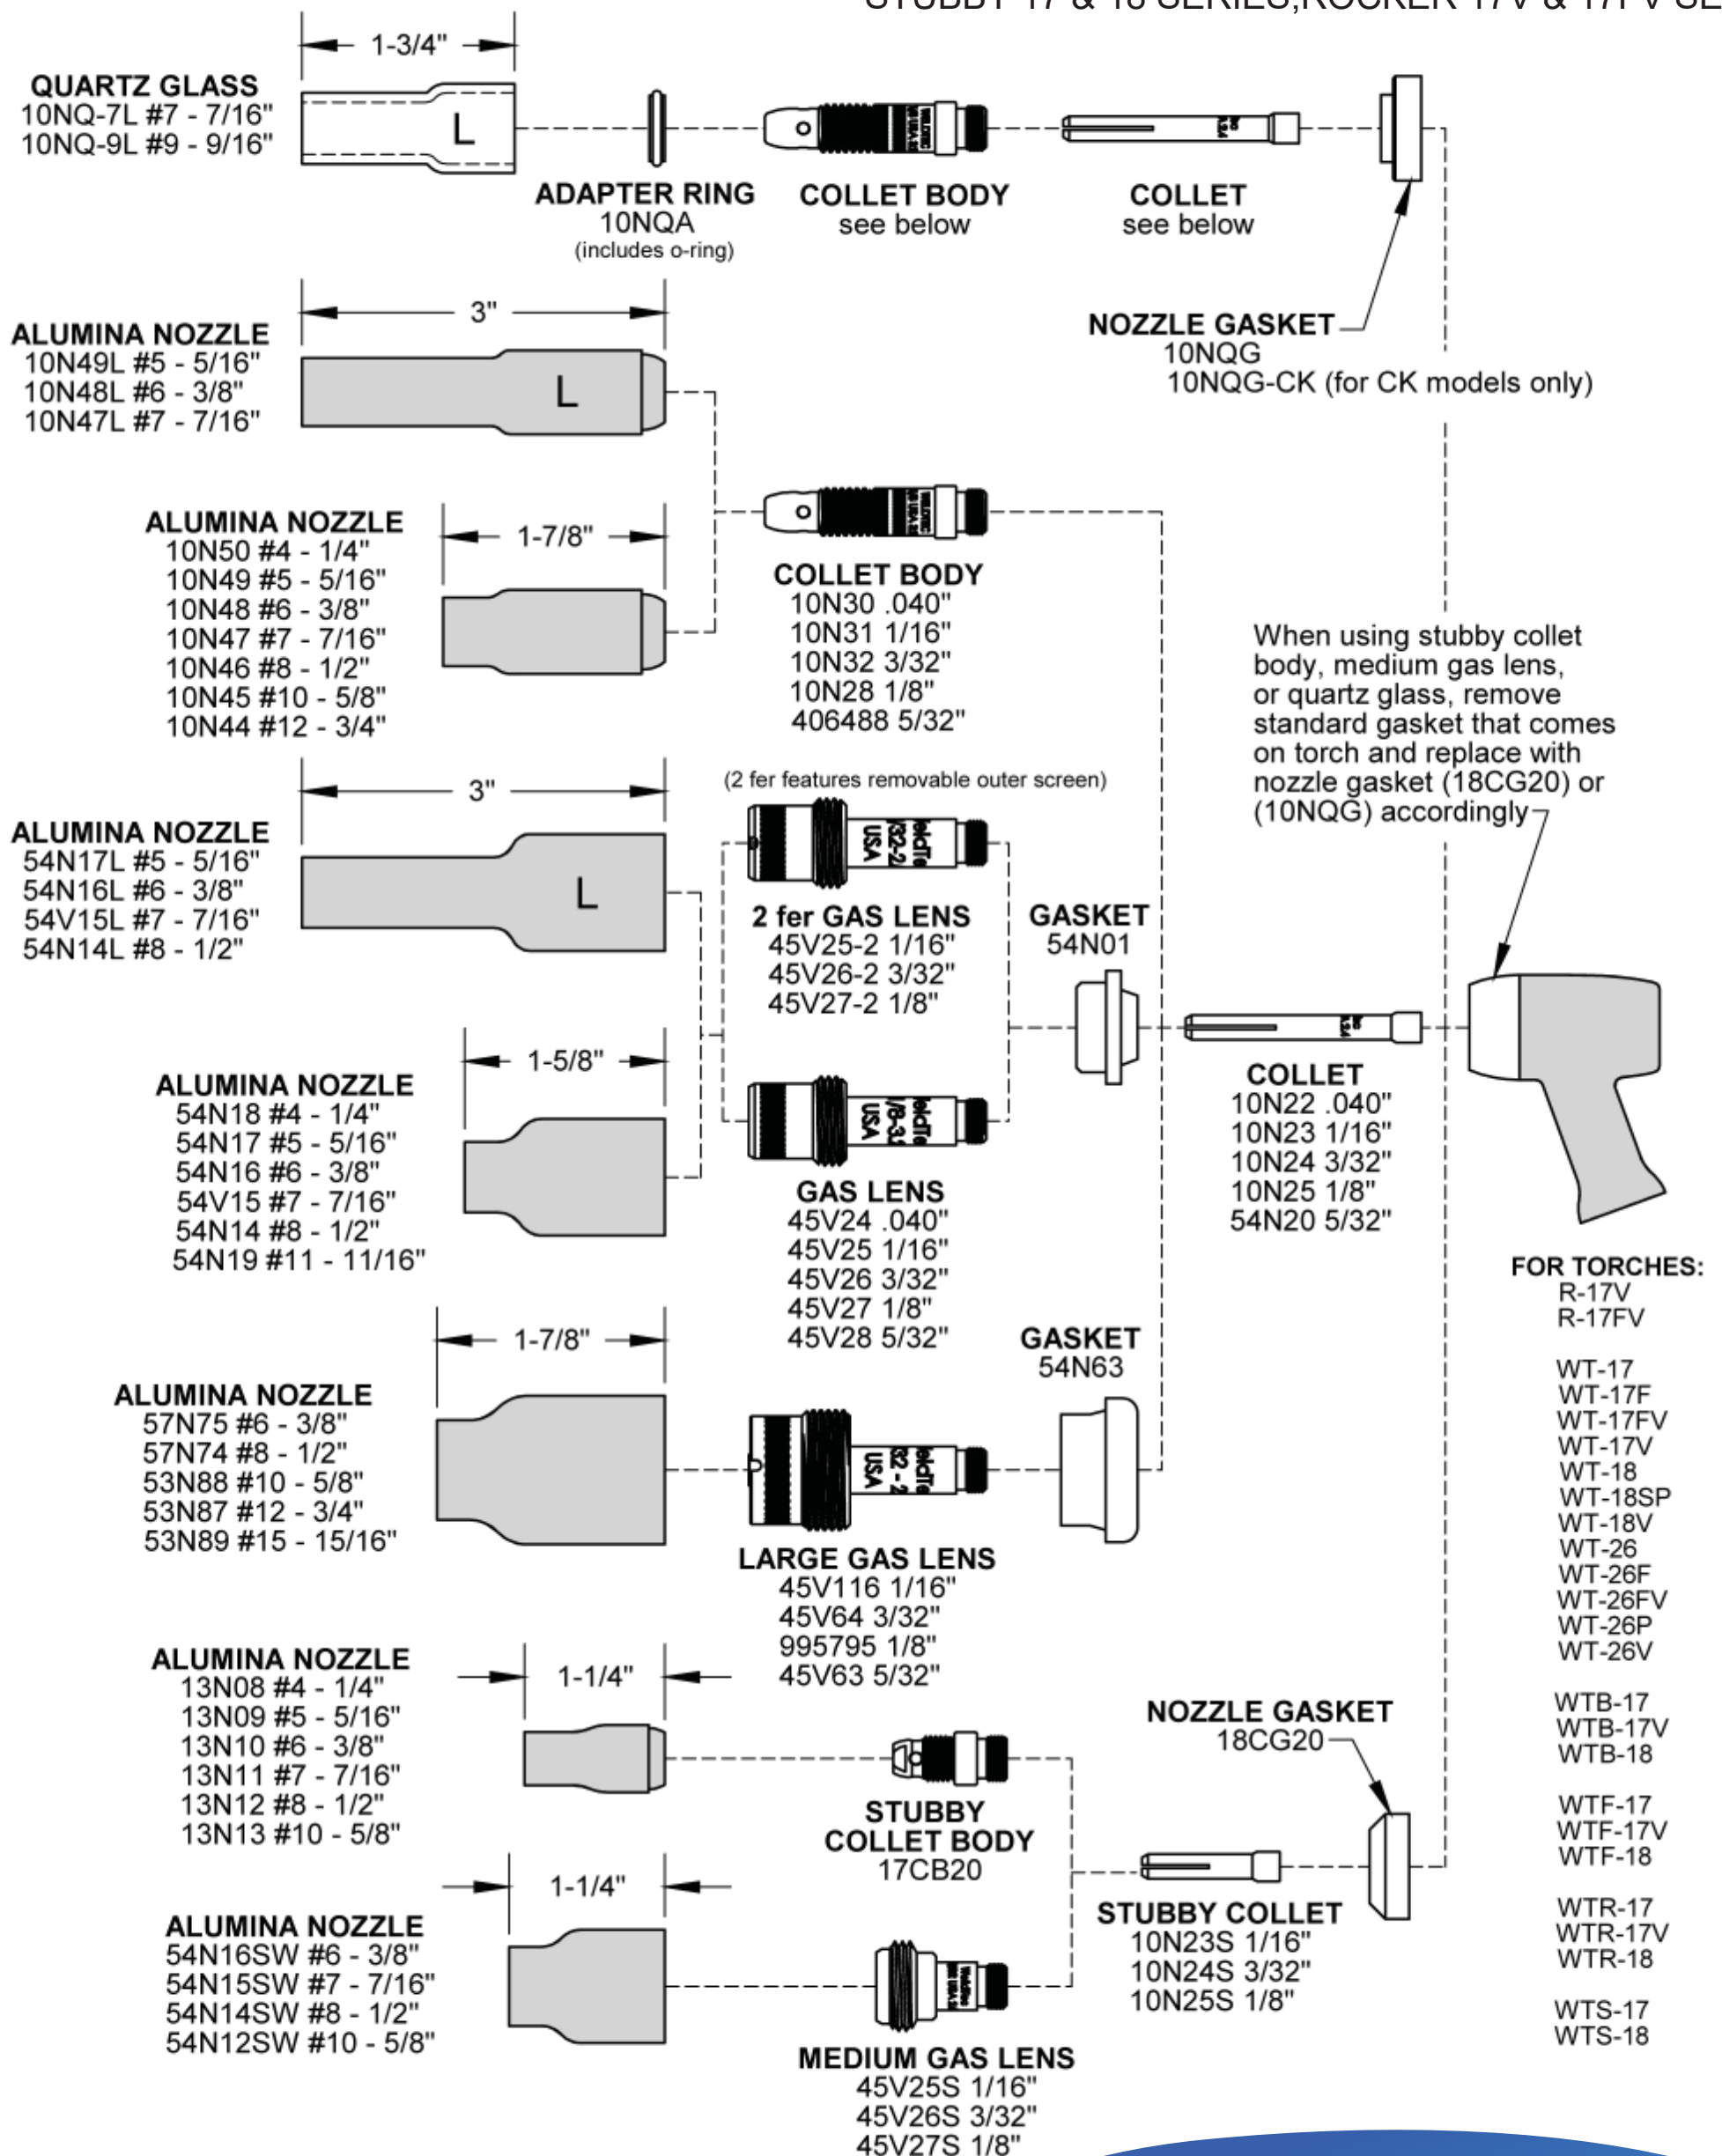 STUBBY 17 & 18 SERIES,ROCKER 17V & 17FV SE
1-3/4"
QUARTZ GLASS
10NQ-7L #7 - 7/16"
10NQ-9L #9 - 9/16"
L
ADAPTER RING
10NQA
(includes o-ring)
COLLET BODY
see below
COLLET
see below
NOZZLE GASKET
10NQG
10NQG-CK (for CK models only)
3"
ALUMINA NOZZLE
10N49L #5 - 5/16"
10N48L #6 - 3/8"
10N47L #7 - 7/16"
L
ALUMINA NOZZLE
10N50 #4 - 1/4"
10N49 #5 - 5/16"
10N48 #6 - 3/8"
10N47 #7 - 7/16"
10N46 #8 - 1/2"
10N45 #10 - 5/8"
10N44 #12 - 3/4"
1-7/8"
COLLET BODY
10N30 .040"
10N31 1/16"
10N32 3/32"
10N28 1/8"
406488 5/32"
When using stubby collet
body, medium gas lens,
or quartz glass, remove
standard gasket that comes
on torch and replace with
nozzle gasket (18CG20) or
(10NQG) accordingly
3"
ALUMINA NOZZLE
54N17L #5 - 5/16"
54N16L #6 - 3/8"
54V15L #7 - 7/16"
54N14L #8 - 1/2"
L
(2 fer features removable outer screen)
USA
2 fer GAS LENS
45V25-2 1/16"
45V26-2 3/32"
45V27-2 1/8"
GASKET
54N01
1-5/8"
ALUMINA NOZZLE
54N18 #4 - 1/4"
54N17 #5 - 5/16"
54N16 #6 - 3/8"
54V15 #7 - 7/16"
54N14 #8 - 1/2"
54N19 #11 - 11/16"
USA
GAS LENS
45V24 .040"
45V25 1/16"
45V26 3/32"
45V27 1/8"
45V28 5/32"
COLLET
10N22 .040"
10N23 1/16"
10N24 3/32"
10N25 1/8"
54N20 5/32"
1-7/8"
ALUMINA NOZZLE
57N75 #6 - 3/8"
57N74 #8 - 1/2"
53N88 #10 - 5/8"
53N87 #12 - 3/4"
53N89 #15 - 15/16"
USA
LARGE GAS LENS
45V116 1/16"
45V64 3/32"
995795 1/8"
45V63 5/32"
GASKET
54N63
FOR TORCHES:
R-17V
R-17FV
WT-17
WT-17F
WT-17FV
WT-17V
WT-18
WT-18SP
WT-18V
WT-26
WT-26F
WT-26FV
WT-26P
WT-26V
WTB-17
WTB-17V
WTB-18
WTF-17
WTF-17V
WTF-18
WTR-17
WTR-17V
WTR-18
WTS-17
WTS-18
ALUMINA NOZZLE
13N08 #4 - 1/4"
13N09 #5 - 5/16"
13N10 #6 - 3/8"
13N11 #7 - 7/16"
13N12 #8 - 1/2"
13N13 #10 - 5/8"
1-1/4"
STUBBY
COLLET BODY
17CB20
NOZZLE GASKET
18CG20
1-1/4"
ALUMINA NOZZLE
54N16SW #6 - 3/8"
54N15SW #7 - 7/16"
54N14SW #8 - 1/2"
54N12SW #10 - 5/8"
STUBBY COLLET
10N23S 1/16"
10N24S 3/32"
10N25S 1/8"
MEDIUM GAS LENS
45V25S 1/16"
45V26S 3/32"
45V27S 1/8"